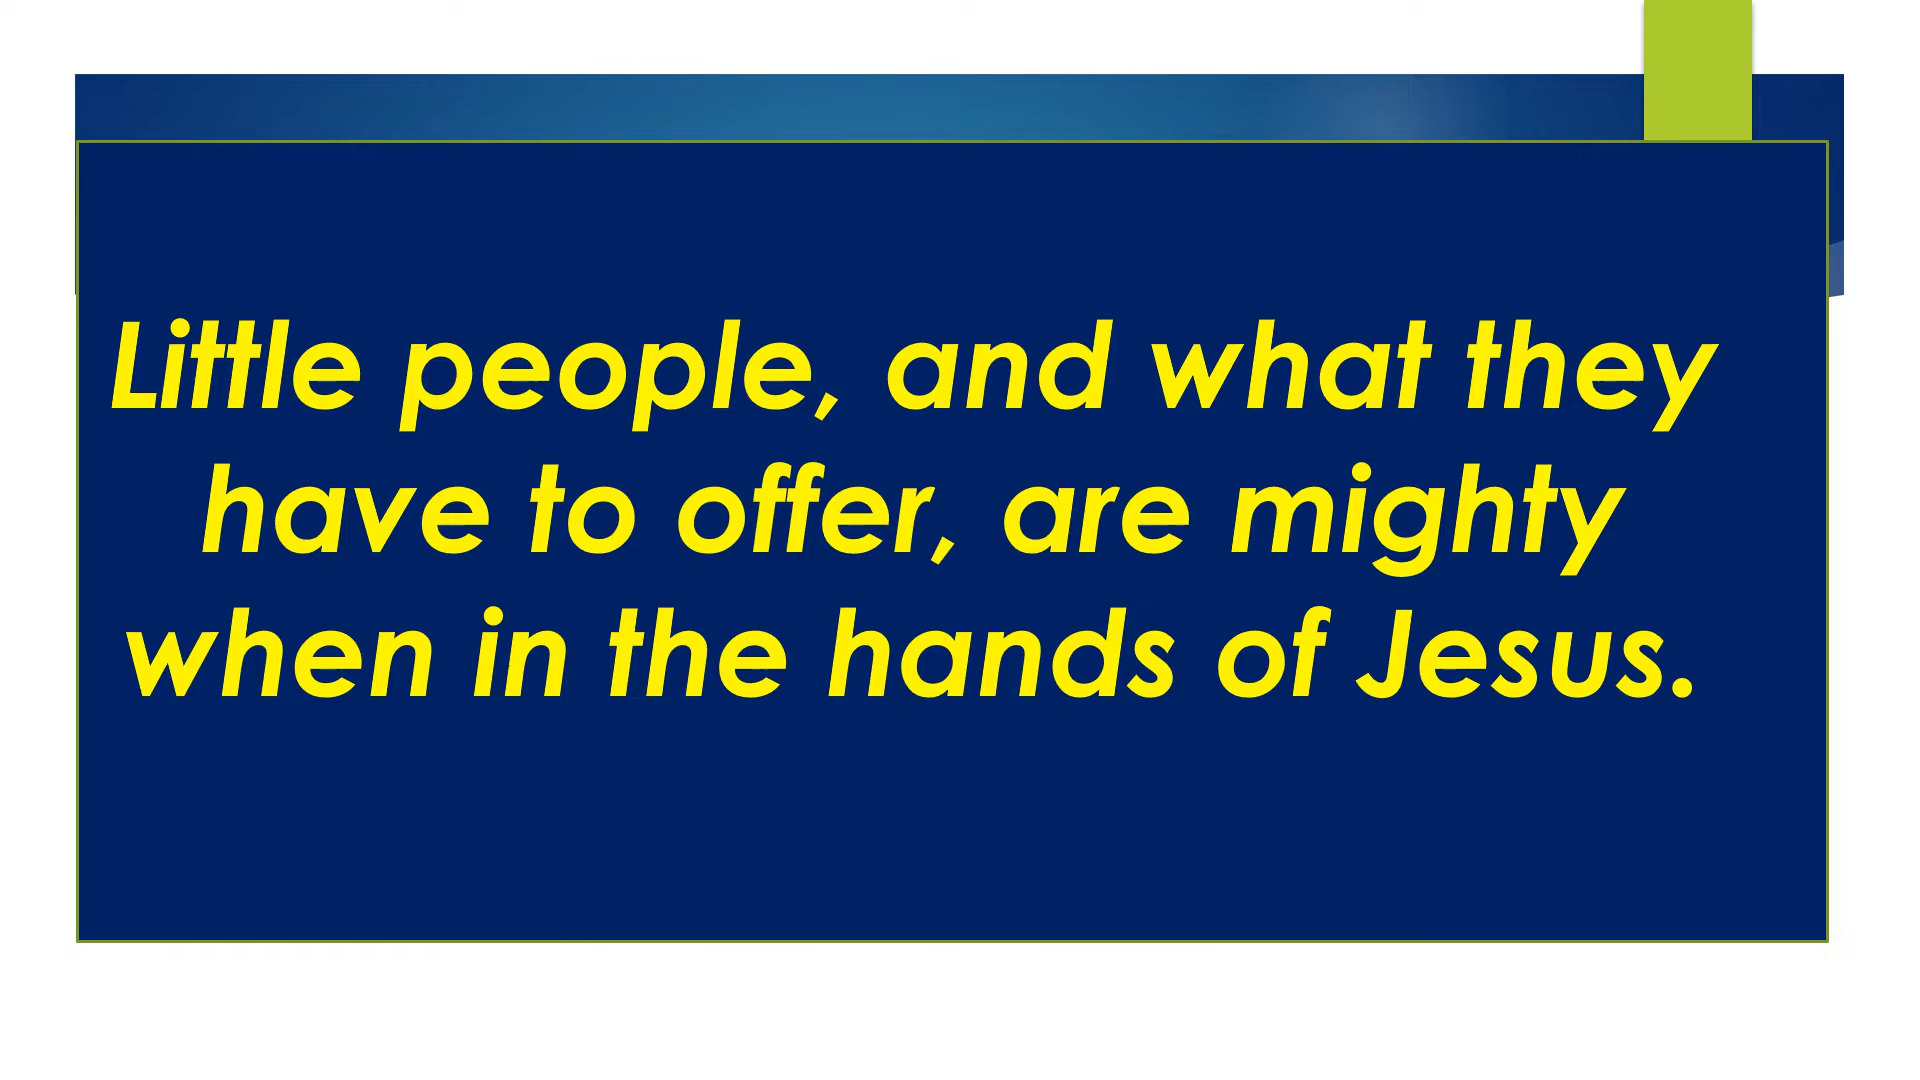 Little people, and what they
have to offer, are mighty
when in the hands of Jesus.